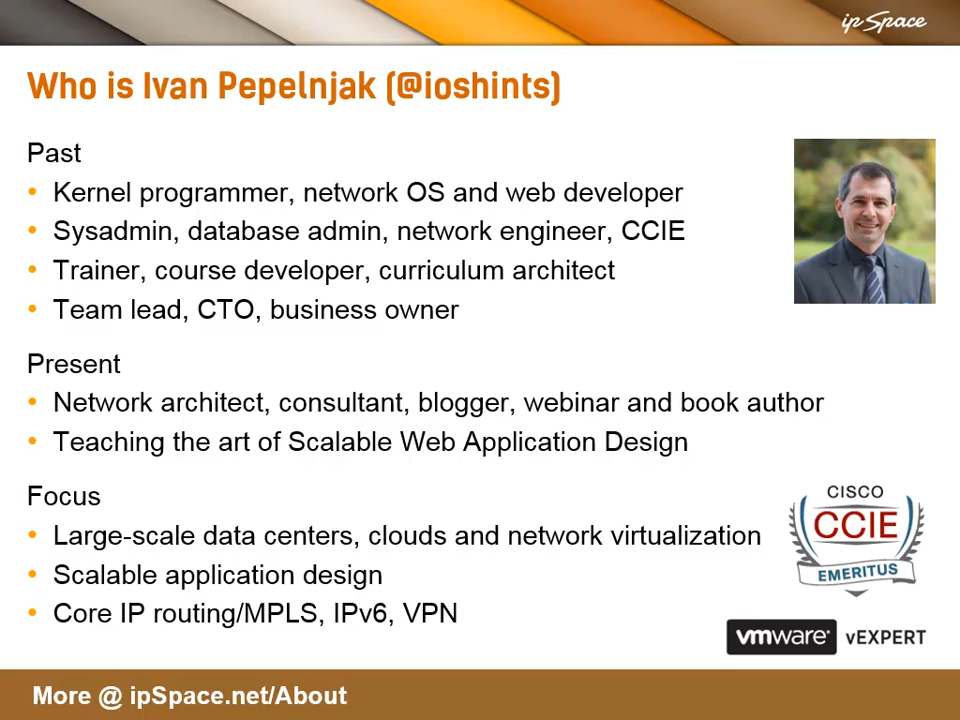 ipSpace
Who is Ivan Pepelnjak (@ioshints)
Past
• Kernel programmer, network OS and web developer
• Sysadmin, database admin, network engineer, CCIE
• Trainer, course developer, curriculum architect
• Team lead, CTO, business owner
Present
• Network architect, consultant, blogger, webinar and book author
• Teaching the art of Scalable Web Application Design
Focus
• Large-scale data centers, clouds and network virtualization
• Scalable application design
• Core IP routing/MPLS, IPv6, VPN
CISCO
CCIE
EMERITUS
vmware® vEXPERT
More @ ipSpace.net/About